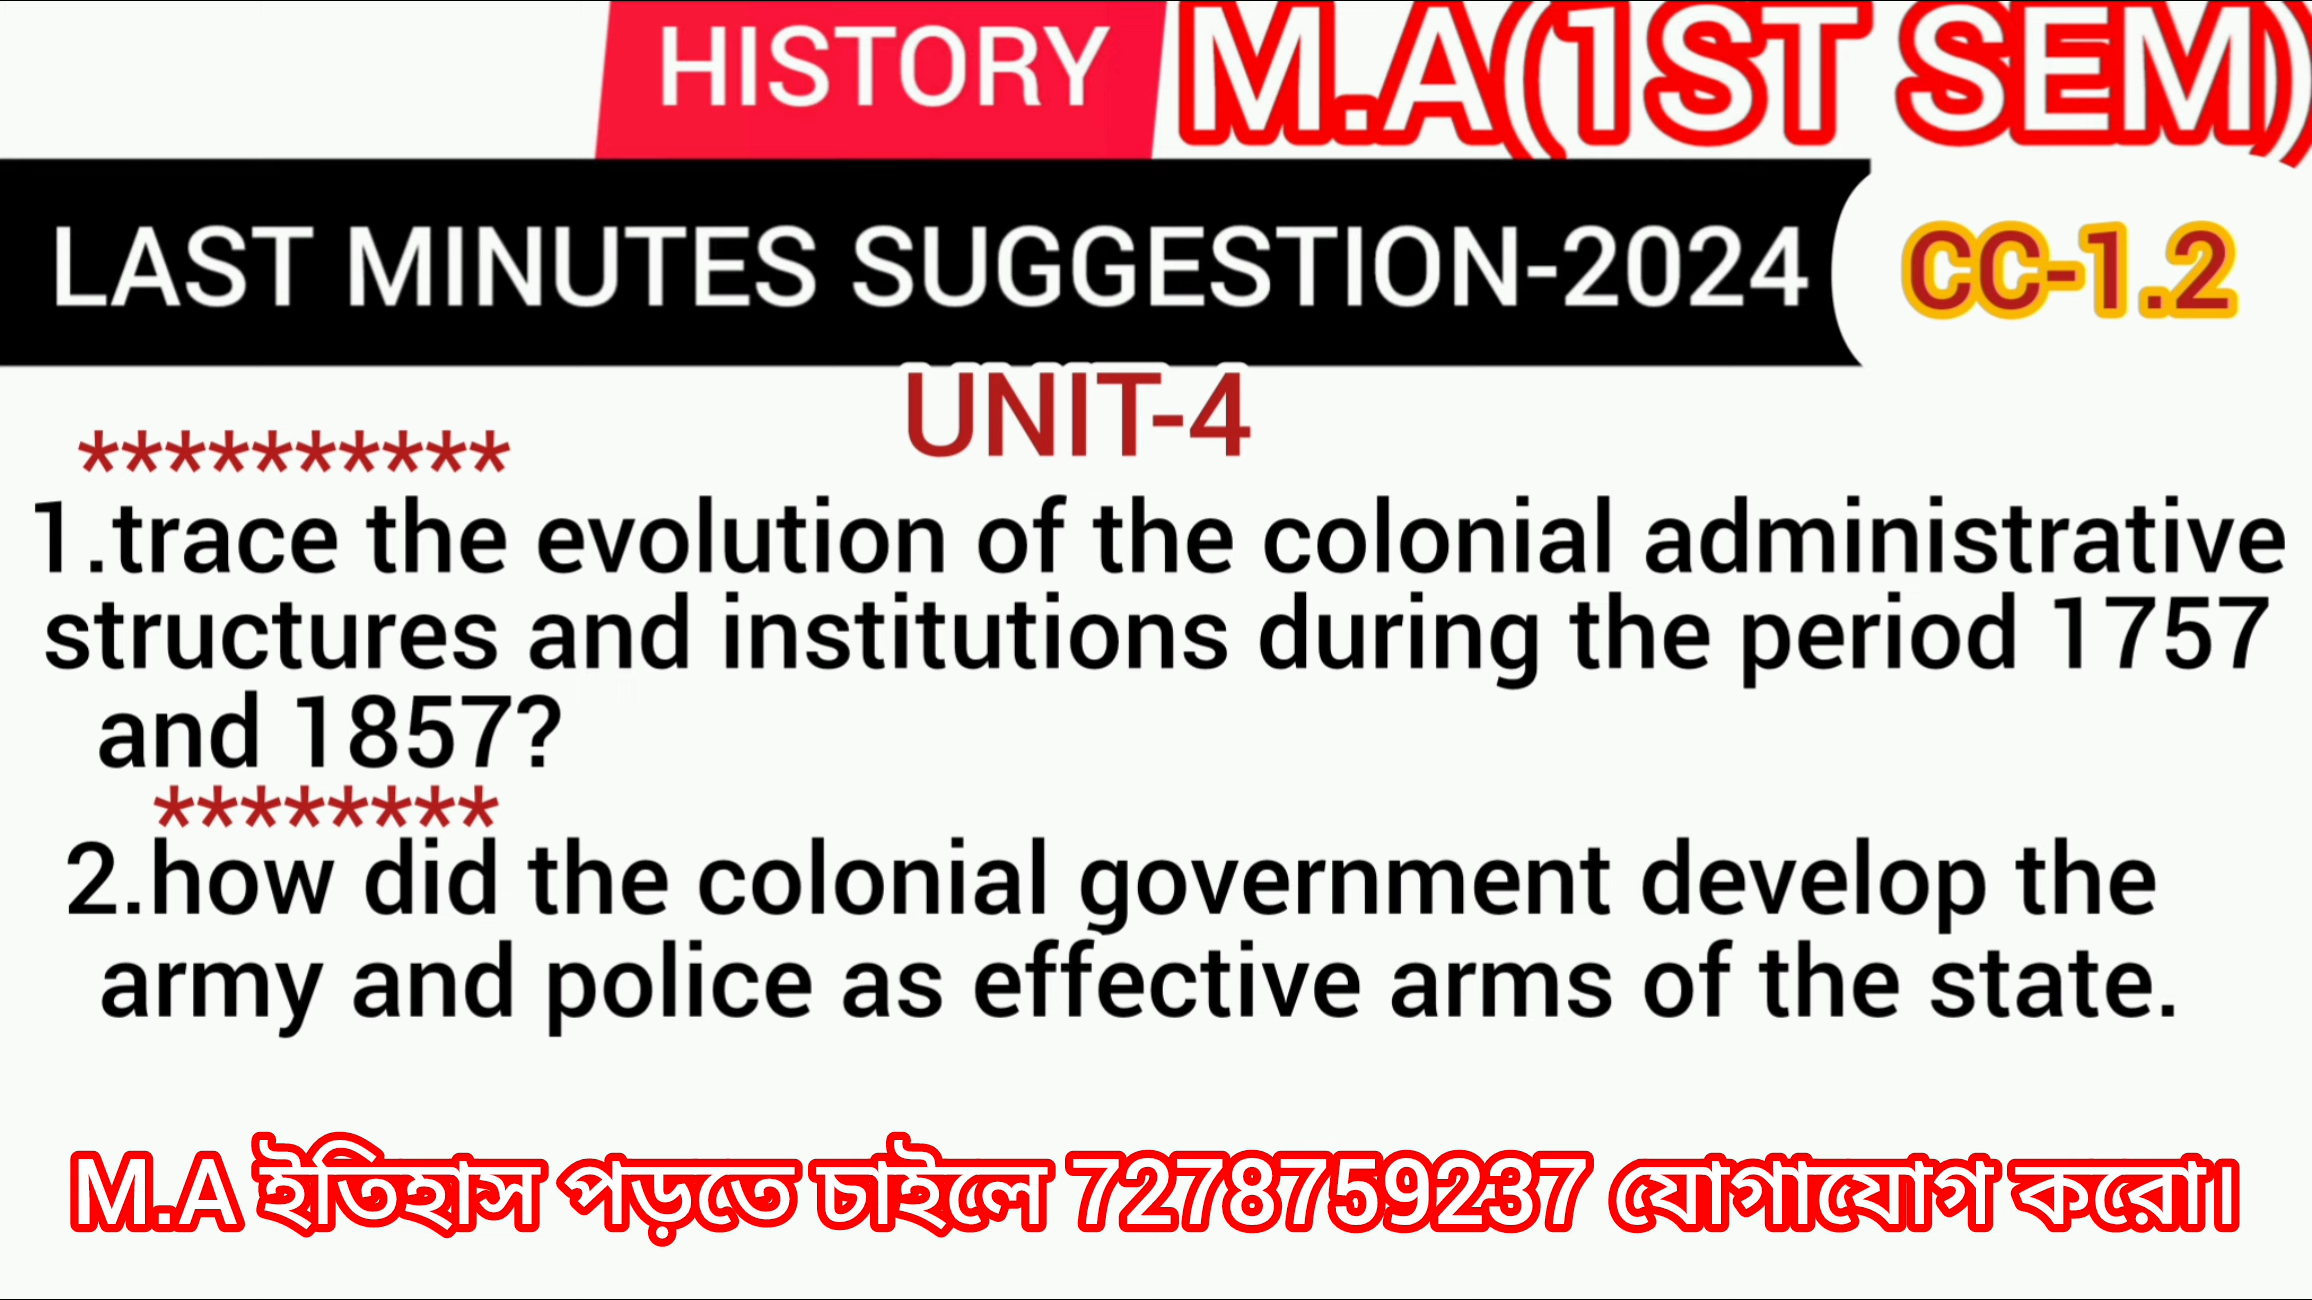 HISTORY M.A(1ST SEM)
LAST MINUTES SUGGESTION-2024 CC-1.2
UNIT-4
**********
1.trace the evolution of the colonial administrative
structures and institutions during the period 1757
and 1857?
********
2.how did the colonial government develop the
army and police as effective arms of the state.
M.A ইতিহাস পড়তে চাইলে 7278759237 যোগাযোগ করো।